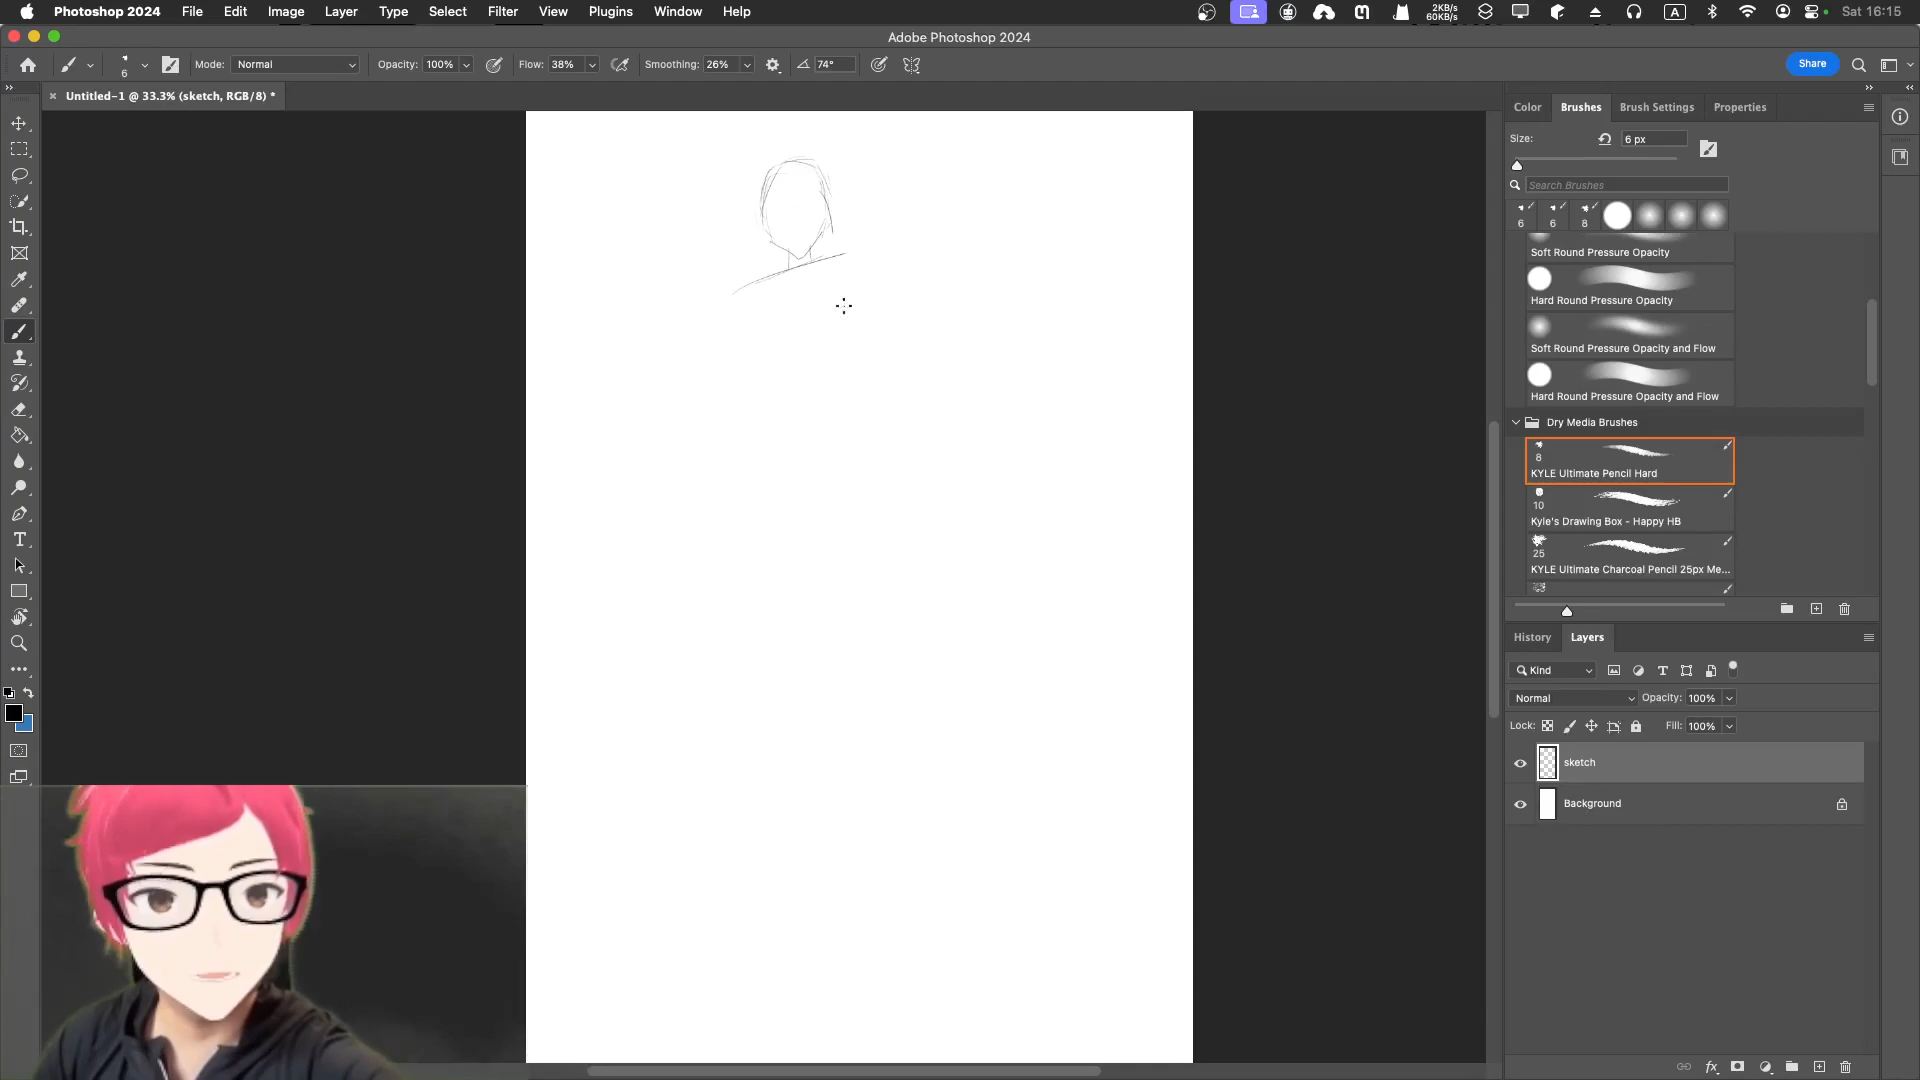 Photoshop 2024 File Edit Image Layer Type Select Filter View Plugins Window Help 2KB/s 60KB/s A Sat 16:15
Adobe Photoshop 2024
6 Mode: Normal Opacity: 100% Flow: 38% Smoothing: 26% 74° Share
Untitled-1 @ 33.3% (sketch, RGB/8) *
Color Brushes Brush Settings Properties
Size: 6 px
Search Brushes
6 6 8
Soft Round Pressure Opacity
Hard Round Pressure Opacity
Soft Round Pressure Opacity and Flow
Hard Round Pressure Opacity and Flow
Dry Media Brushes
8
KYLE Ultimate Pencil Hard
10
Kyle's Drawing Box - Happy HB
25
KYLE Ultimate Charcoal Pencil 25px Me...
History Layers
Kind
Normal Opacity: 100%
Lock: Fill: 100%
sketch
Background
fx